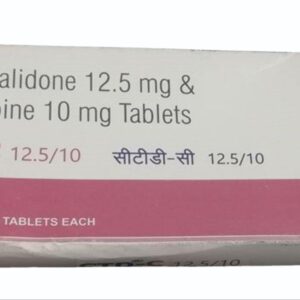 alidone 12.5 mg &
pine 10 mg Tablets
12.5/10 सीटीडी-सी 12.5/10
TABLETS EACH
12.5/10